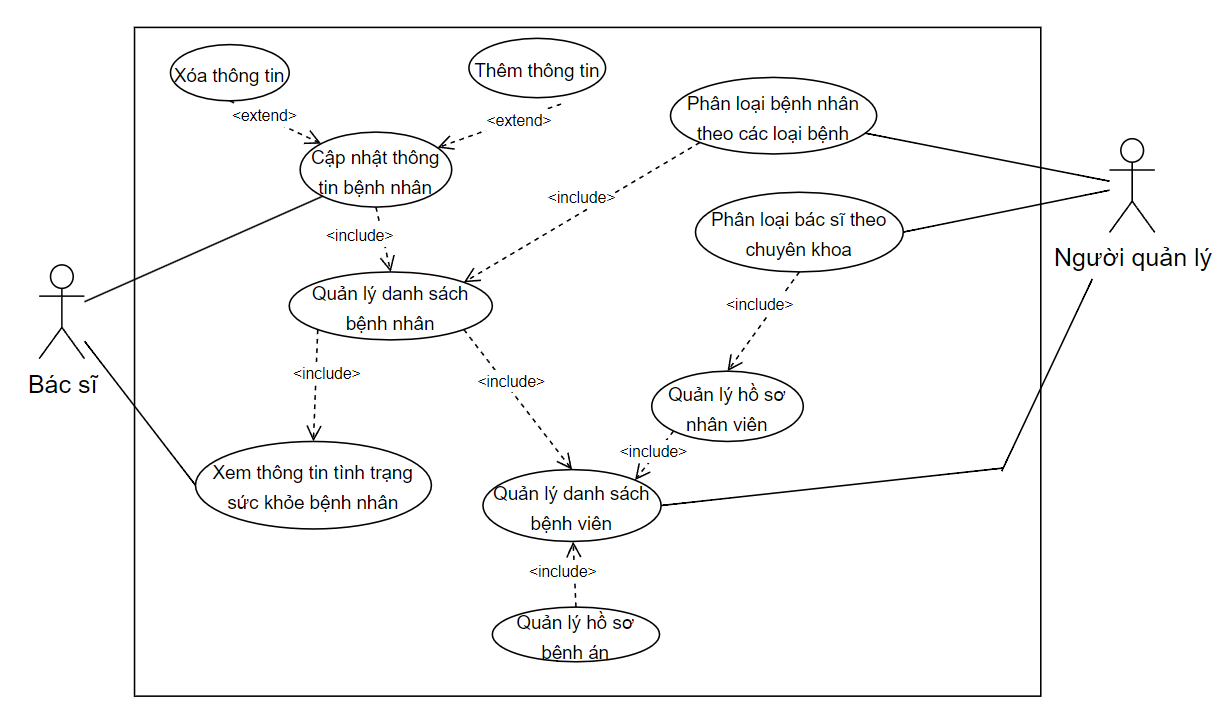 Xóa thông tin
Thêm thông tin
<extend>
<extend>
Phân loại bệnh nhân
theo các loại bệnh
Cập nhật thông
tin bệnh nhân
<include>
Phân loại bác sĩ theo
chuyên khoa
<include>
Người quản lý
Quản lý danh sách
bệnh nhân
<include>
Bác sĩ
<include>
<include>
Quản lý hồ sơ
nhân viên
<include>
Xem thông tin tình trạng
sức khỏe bệnh nhân
Quản lý danh sách
bệnh viên
<include>
Quản lý hồ sơ
bệnh án